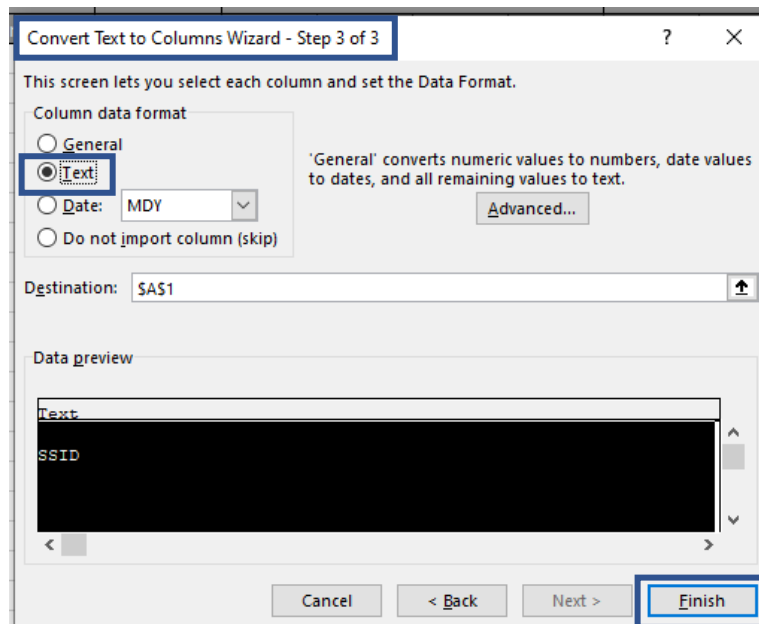 Convert Text to Columns Wizard - Step 3 of 3 ? ×
This screen lets you select each column and set the Data Format.
Column data format
General
Text
Date: MDY
Do not import column (skip)
'General' converts numeric values to numbers, date values
to dates, and all remaining values to text.
Advanced...
Destination: $A$1
Data preview
Text
SSID
Cancel < Back Next > Finish